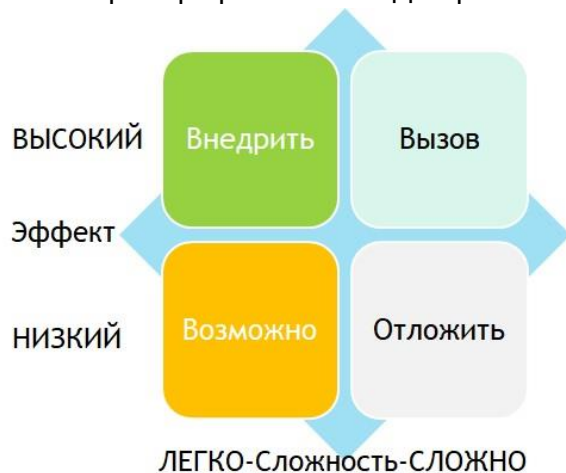 ВЫСОКИЙ Внедрить Вызов
Эффект
НИЗКИЙ Возможно Отложить
ЛЕГКО-Сложность-СЛОЖНО